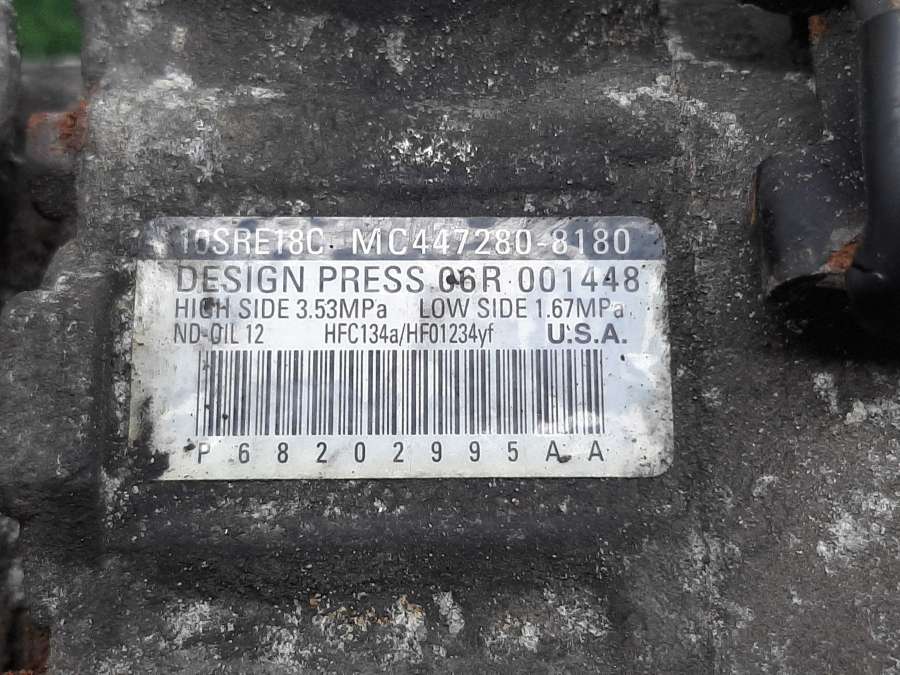 10SRE18C MC447280-8180
DESIGN PRESS 06R 001448
HIGH SIDE 3.53MPa LOW SIDE 1.67MPa
ND-OIL 12 HFC134a/HFO1234yf U.S.A.
P68202995AA